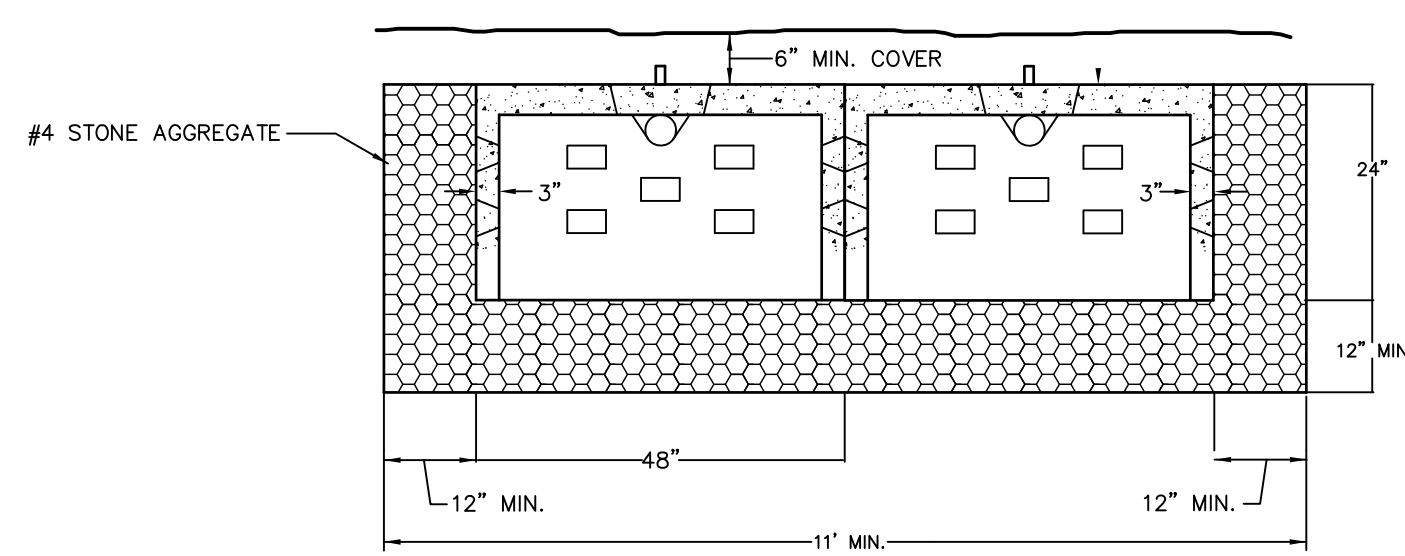 6” MIN. COVER
#4 STONE AGGREGATE
24”
3”
3”
12” MIN
48”
12” MIN.
12” MIN.
11’ MIN.